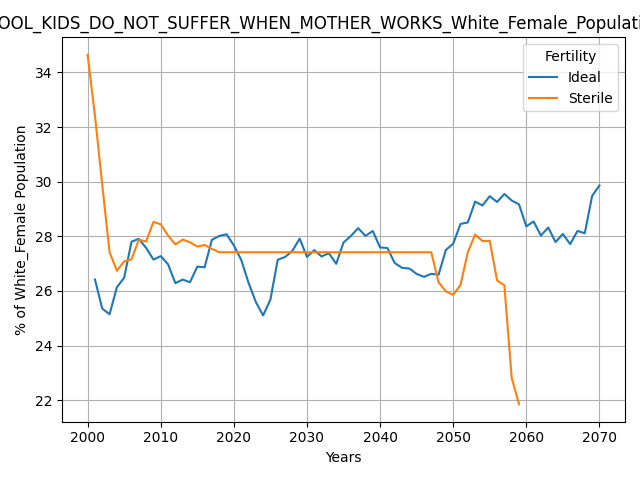 OOL_KIDS_DO_NOT_SUFFER_WHEN_MOTHER_WORKS_White_Female_Populati
Fertility
Ideal
Sterile
% of White_Female Population
34
32
30
28
26
24
22
2000 2010 2020 2030 2040 2050 2060 2070
Years